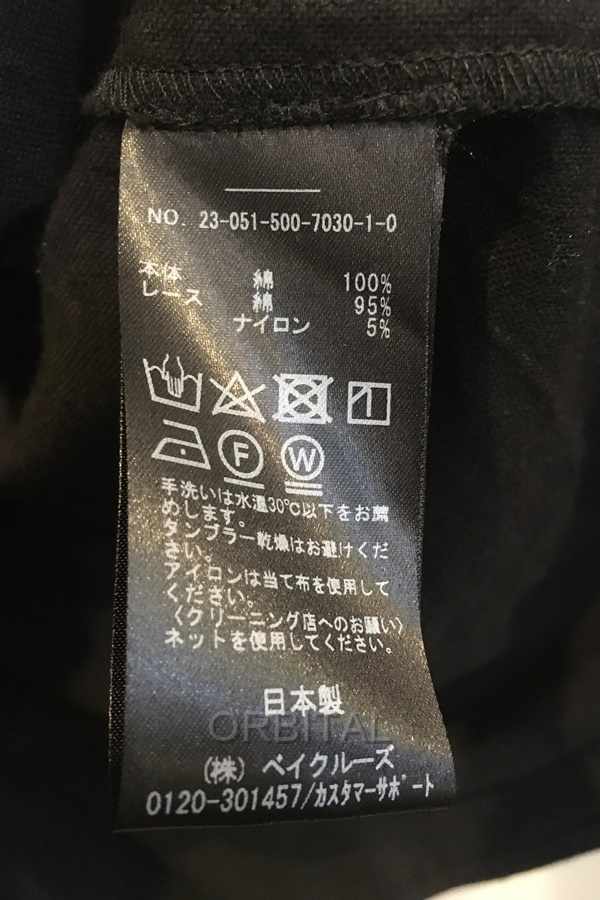 NO. 23-051-500-7030-1-0
本体 綿 100%
レース 綿 95%
ナイロン 5%
F W
手洗いは水温30℃以下をお薦
めします。
タンブラー乾燥はお避けくだ
さい。
アイロンは当て布を使用して
ください。
〈クリーニング店へのお願い〉
ネットを使用してください。
日本製
ORBITAL
(株) ベイクルーズ
0120-301457/カスタマーサポート